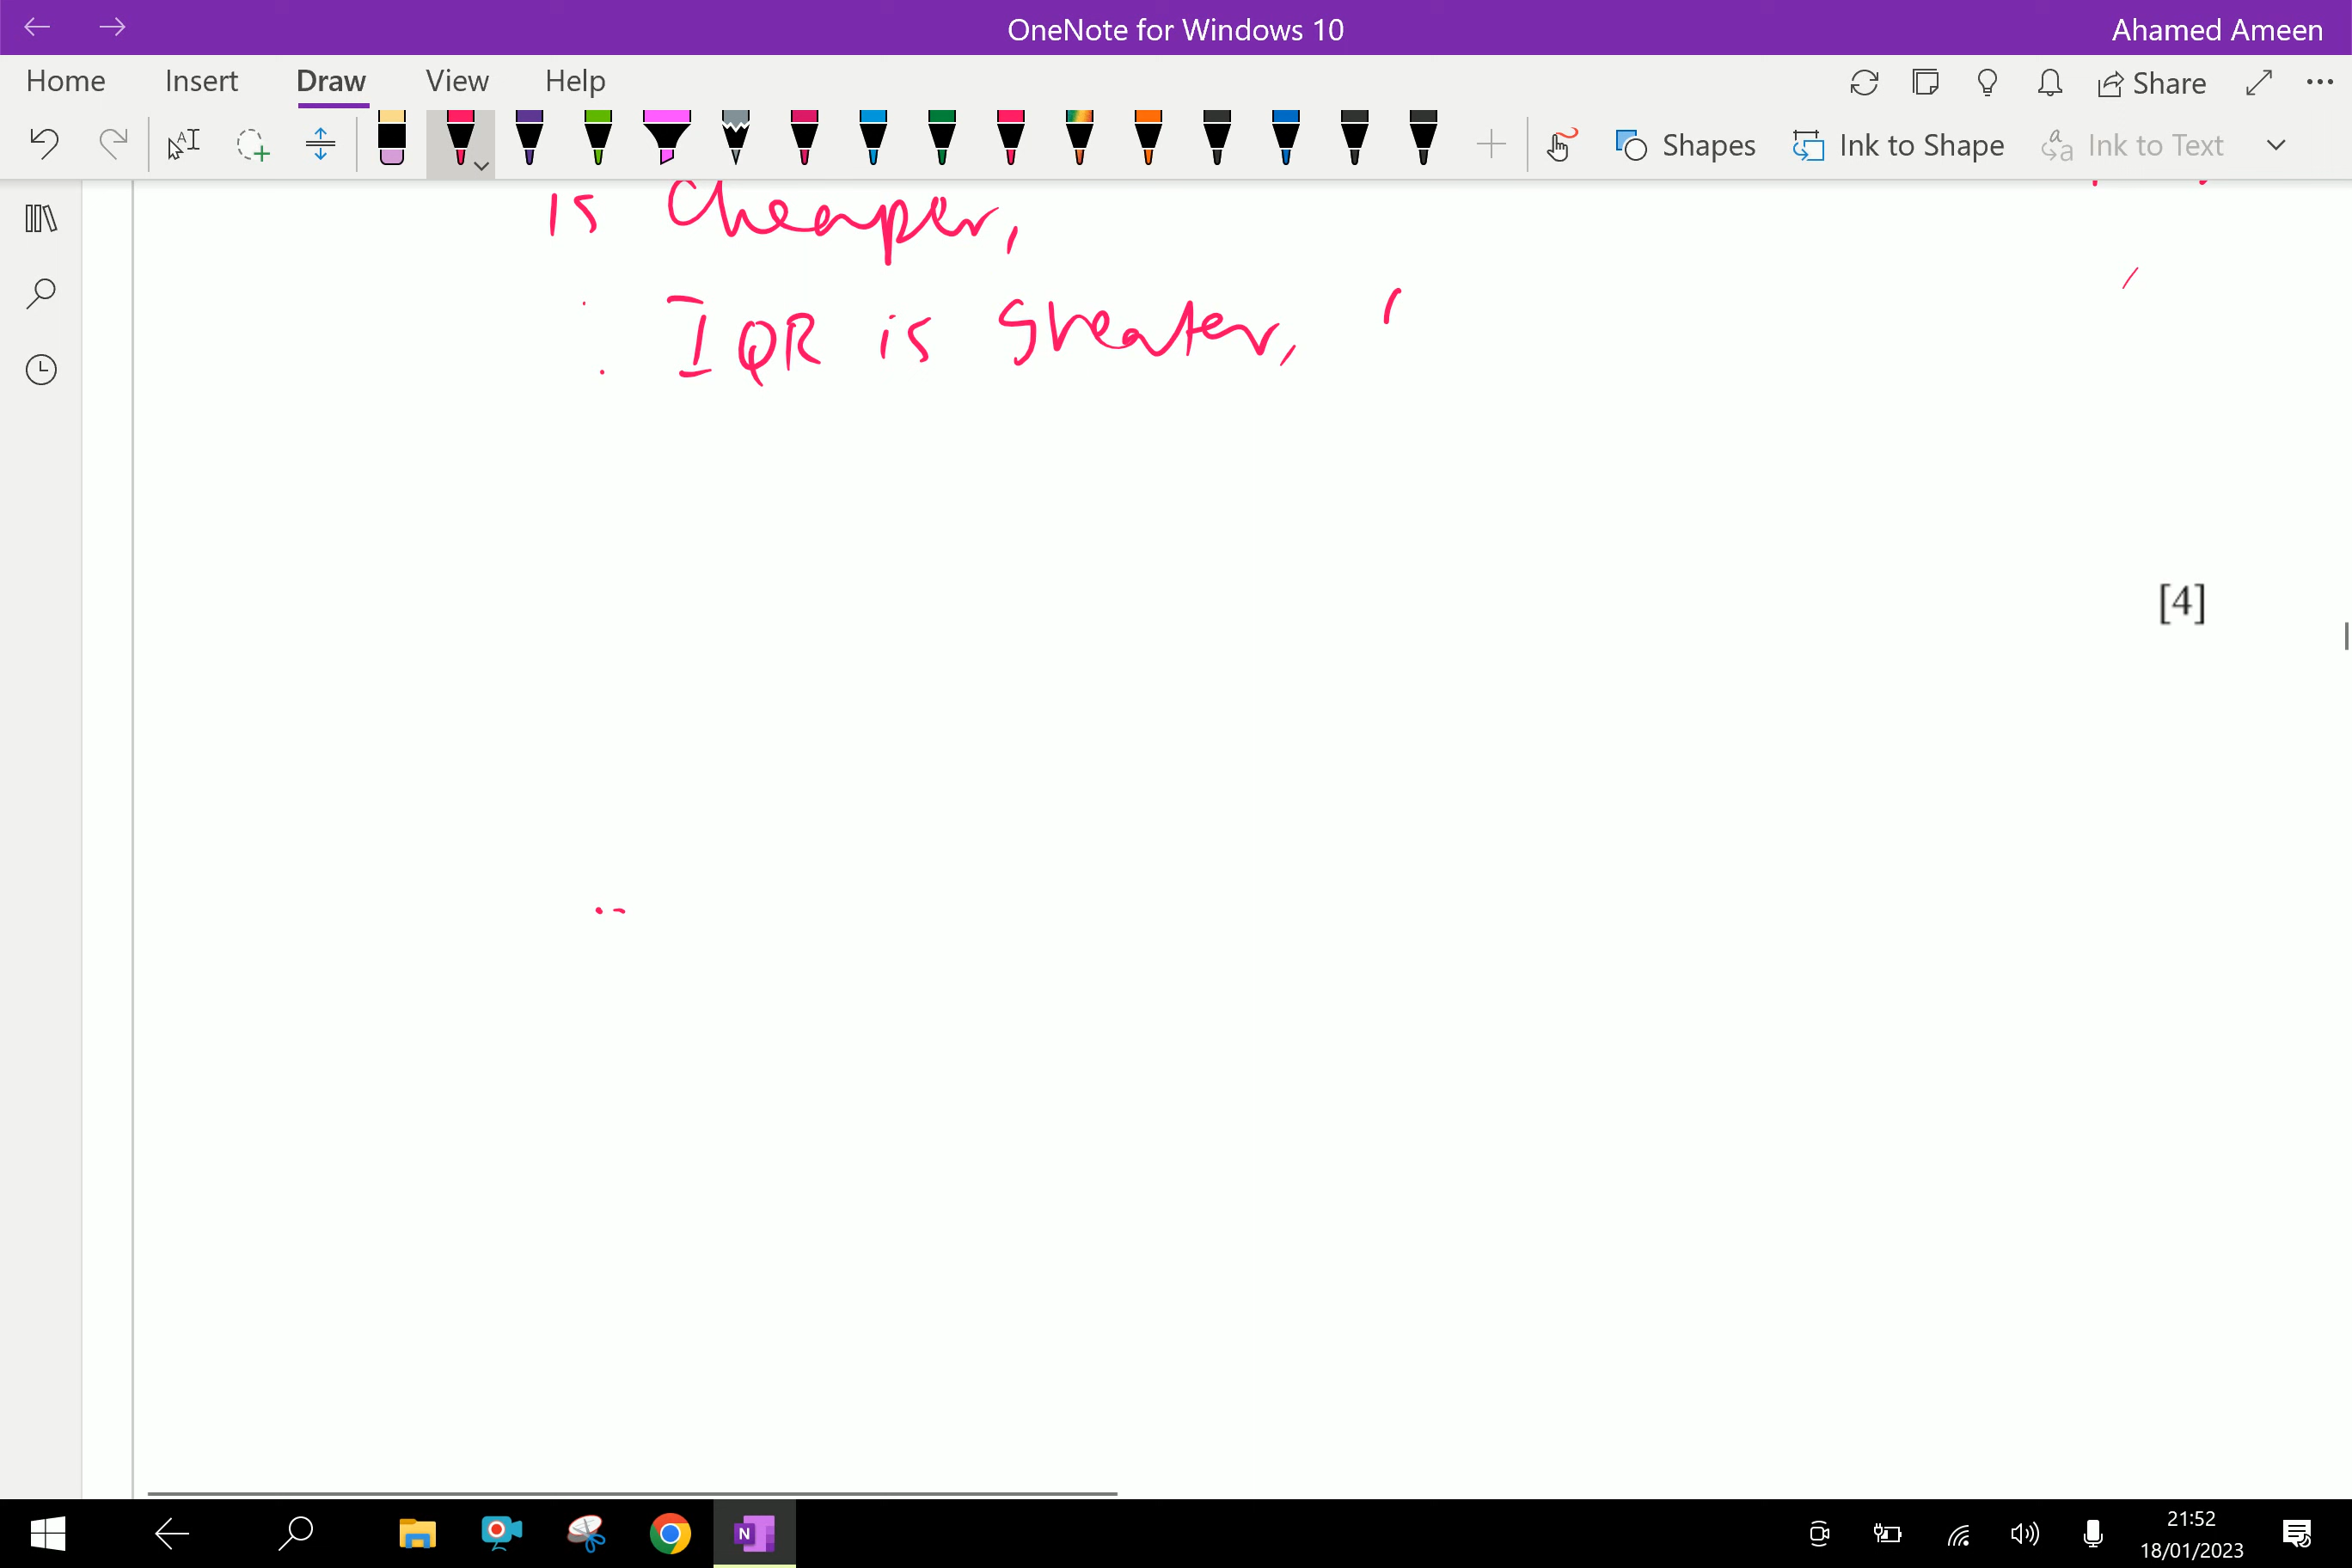 OneNote for Windows 10
Ahamed Ameen
Home Insert Draw View Help
Share
Shapes Ink to Shape Ink to Text
is Cheaper,
IQR is greater,
[4]
21:52
18/01/2023